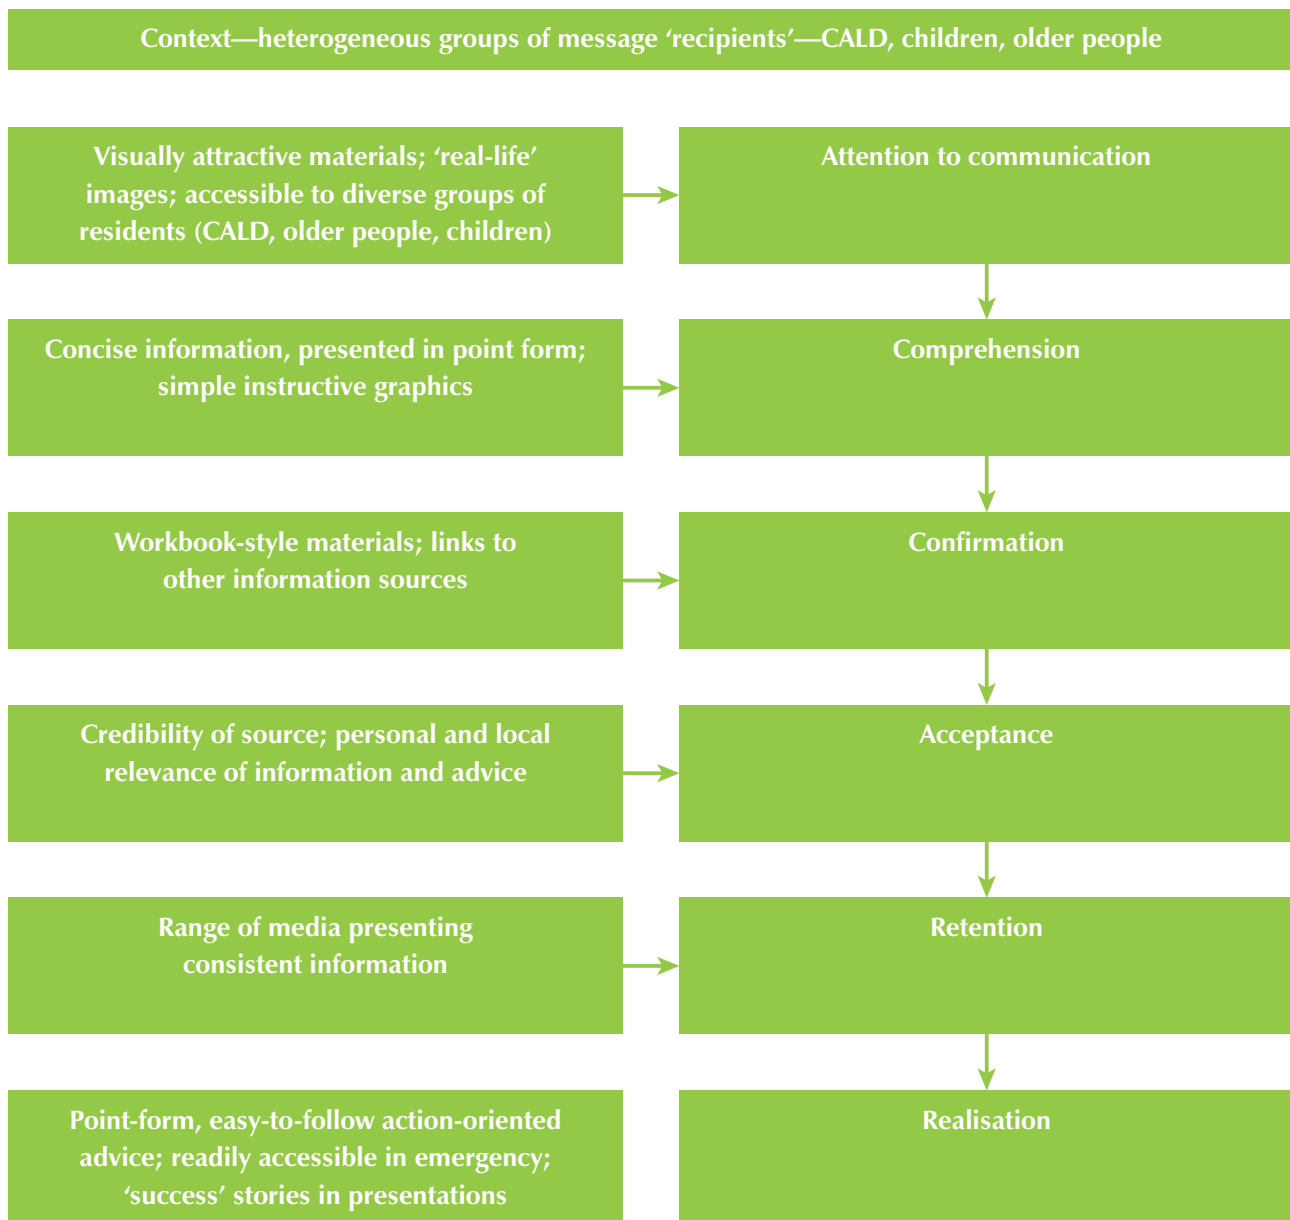 Context—heterogeneous groups of message ‘recipients’—CALD, children, older people
Visually attractive materials; ‘real-life’
images; accessible to diverse groups of
residents (CALD, older people, children)
Attention to communication
Concise information, presented in point form;
simple instructive graphics
Comprehension
Workbook-style materials; links to
other information sources
Confirmation
Credibility of source; personal and local
relevance of information and advice
Acceptance
Range of media presenting
consistent information
Retention
Point-form, easy-to-follow action-oriented
advice; readily accessible in emergency;
‘success’ stories in presentations
Realisation